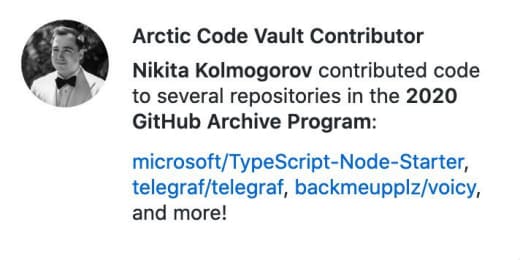 Arctic Code Vault Contributor
Nikita Kolmogorov contributed code
to several repositories in the 2020
GitHub Archive Program:
microsoft/TypeScript-Node-Starter,
telegraf/telegraf, backmeupplz/voicy,
and more!